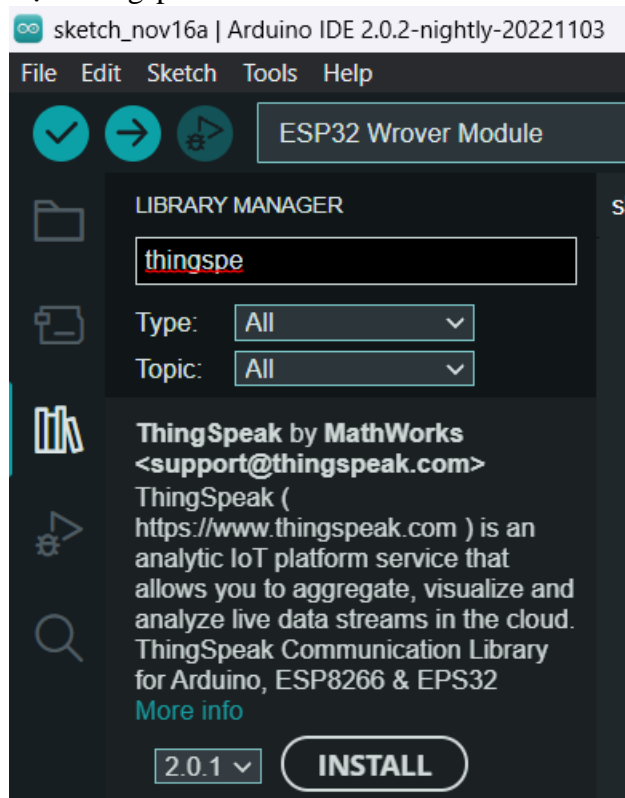 sketch_nov16a | Arduino IDE 2.0.2-nightly-20221103
File Edit Sketch Tools Help
ESP32 Wrover Module
LIBRARY MANAGER
s
thingspe
Type: All
Topic: All
ThingSpeak by MathWorks
<support@thingspeak.com>
ThingSpeak (
https://www.thingspeak.com ) is an
analytic IoT platform service that
allows you to aggregate, visualize and
analyze live data streams in the cloud.
ThingSpeak Communication Library
for Arduino, ESP8266 & EPS32
More info
2.0.1 INSTALL